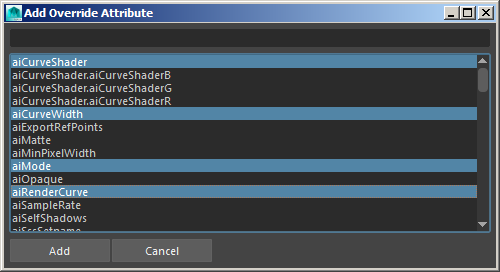 Add Override Attribute
aiCurveShader
aiCurveShader.aiCurveShaderB
aiCurveShader.aiCurveShaderG
aiCurveShader.aiCurveShaderR
aiCurveWidth
aiExportRefPoints
aiMatte
aiMinPixelWidth
aiMode
aiOpaque
aiRenderCurve
aiSampleRate
aiSelfShadows
aiSssSetname
Add Cancel